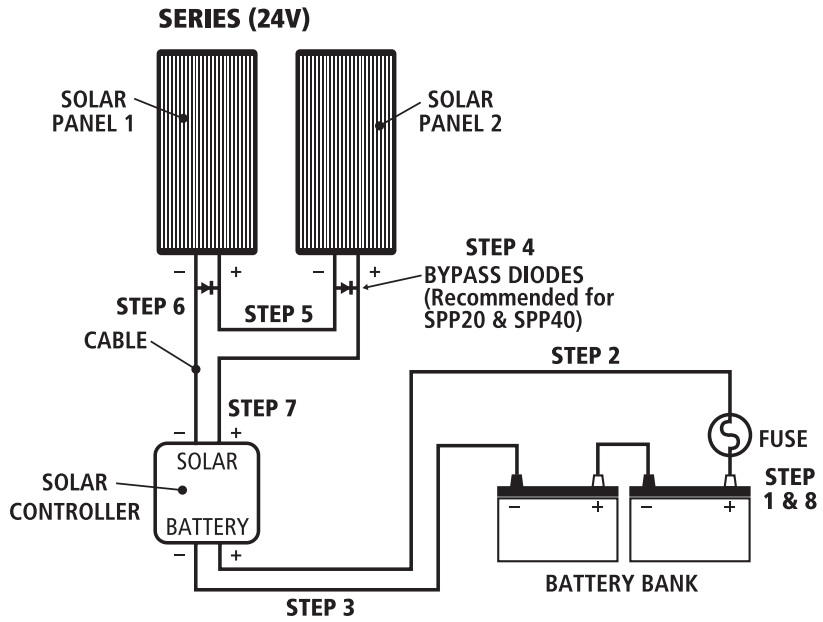 SERIES (24V)
SOLAR
PANEL 1
SOLAR
PANEL 2
– +
– +
STEP 4
BYPASS DIODES
(Recommended for
SPP20 & SPP40)
STEP 6
STEP 5
CABLE
STEP 2
STEP 7
– +
SOLAR
FUSE
SOLAR
CONTROLLER
STEP
1 & 8
– +
– +
BATTERY
– +
BATTERY BANK
STEP 3